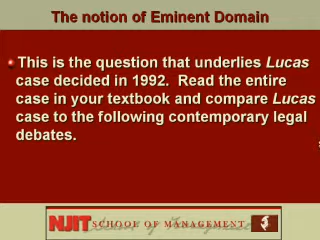 The notion of Eminent Domain
This is the question that underlies Lucas
case decided in 1992. Read the entire
case in your textbook and compare Lucas
case to the following contemporary legal
debates.
NJIT SCHOOL OF MANAGEMENT